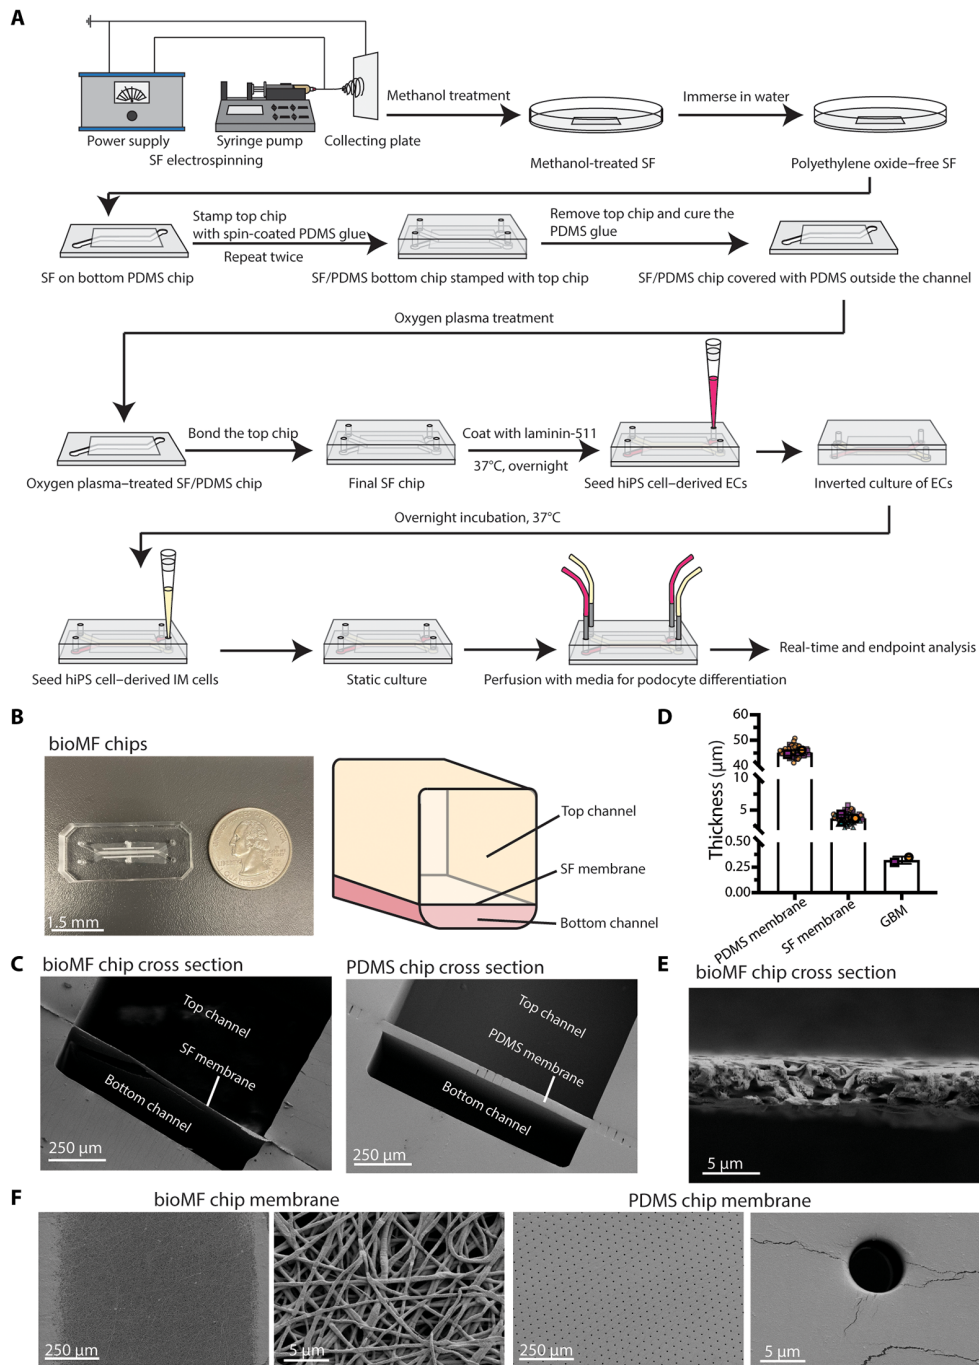 A
Power supply
Syringe pump
Collecting plate
SF electrospinning
Methanol treatment
Methanol-treated SF
Immerse in water
Polyethylene oxide–free SF
SF on bottom PDMS chip
Stamp top chip
with spin-coated PDMS glue
Repeat twice
SF/PDMS bottom chip stamped with top chip
Remove top chip and cure the
PDMS glue
SF/PDMS chip covered with PDMS outside the channel
Oxygen plasma treatment
Oxygen plasma–treated SF/PDMS chip
Bond the top chip
Final SF chip
Coat with laminin-511
37°C, overnight
Seed hiPS cell–derived ECs
Inverted culture of ECs
Overnight incubation, 37°C
Seed hiPS cell–derived IM cells
Static culture
Perfusion with media for podocyte differentiation
Real-time and endpoint analysis
B
bioMF chips
1.5 mm
Top channel
SF membrane
Bottom channel
D
Thickness (µm)
60
50
40
10
5
0.50
0.25
0.00
PDMS membrane
SF membrane
GBM
C
bioMF chip cross section
Top channel
SF membrane
Bottom channel
250 µm
PDMS chip cross section
Top channel
PDMS membrane
Bottom channel
250 µm
E
bioMF chip cross section
5 µm
F
bioMF chip membrane
250 µm
5 µm
PDMS chip membrane
250 µm
5 µm